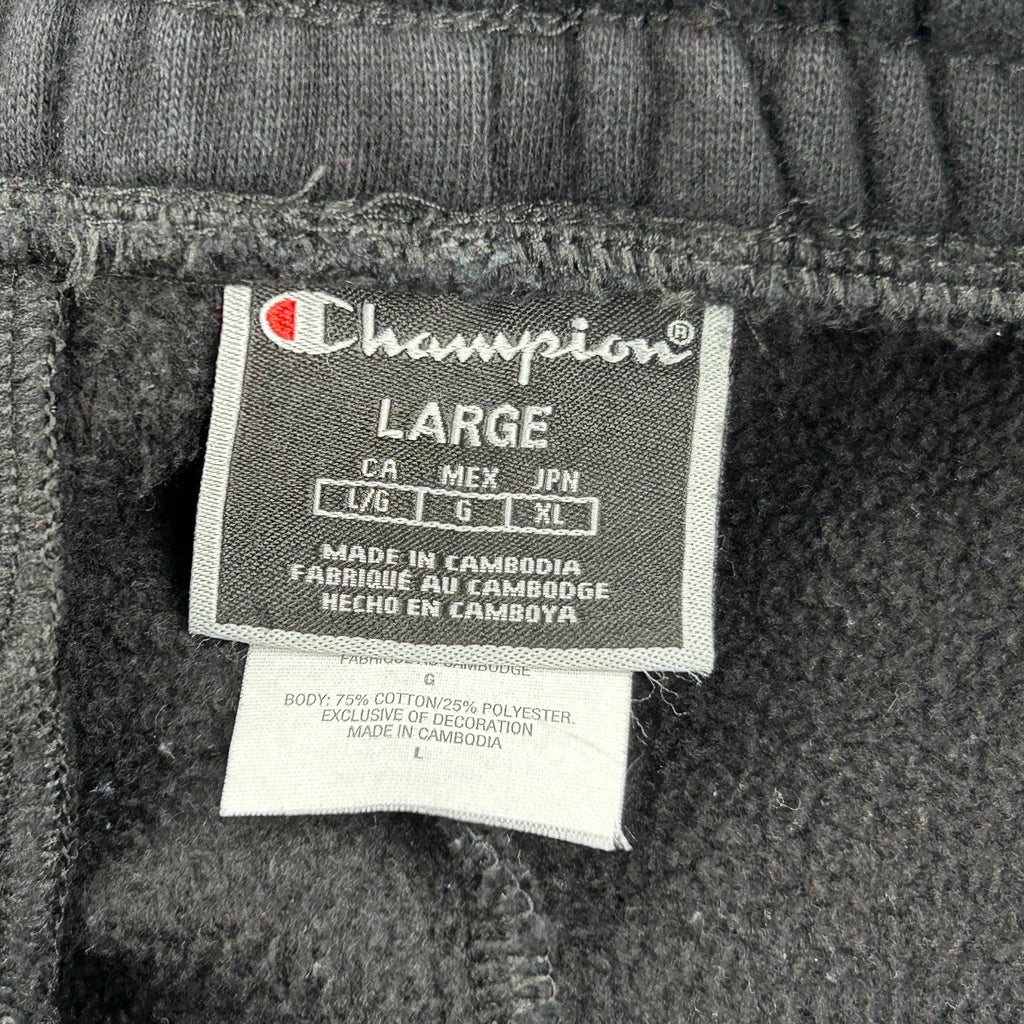 Champion®
LARGE
CA MEX JPN
L/G G XL
MADE IN CAMBODIA
FABRIQUÉ AU CAMBODGE
HECHO EN CAMBOYA
CAMBODGE
G
BODY: 75% COTTON/25% POLYESTER.
EXCLUSIVE OF DECORATION
MADE IN CAMBODIA
L